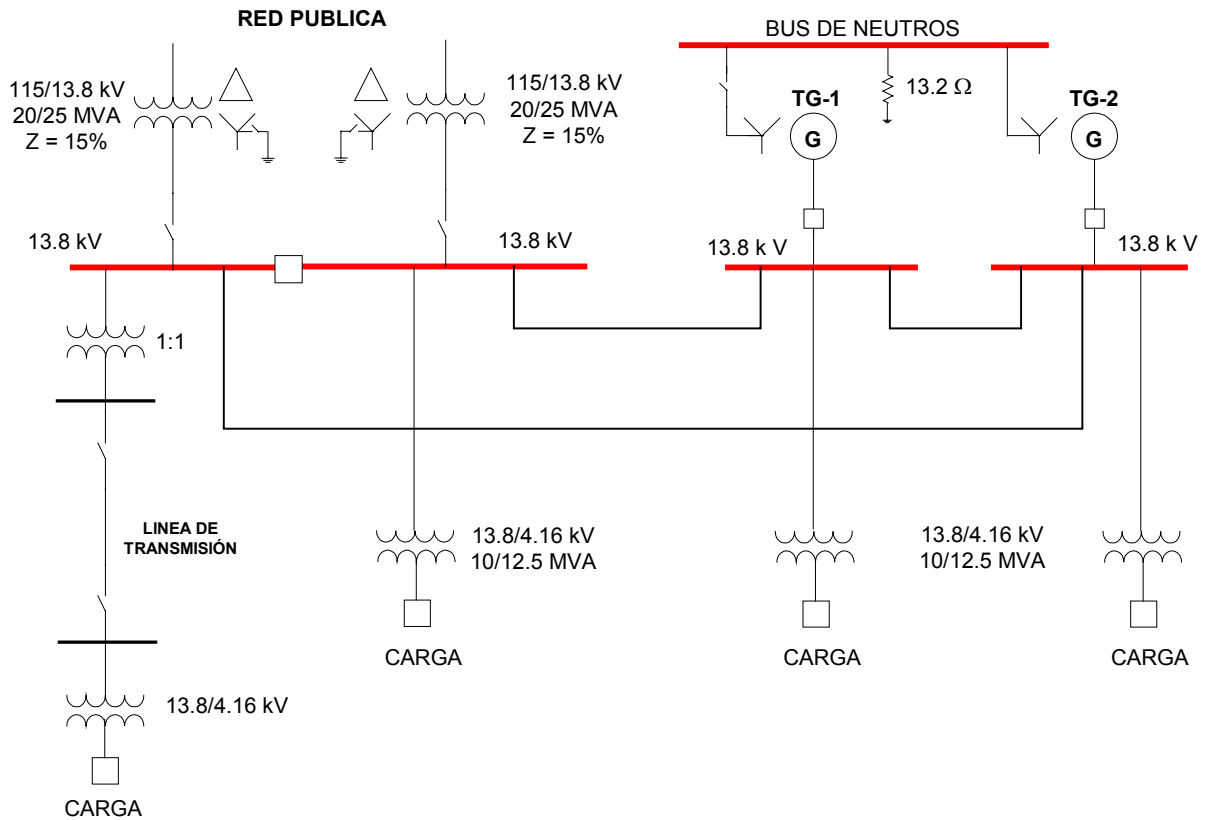 RED PUBLICA
BUS DE NEUTROS
115/13.8 kV
20/25 MVA
Z = 15%
115/13.8 kV
20/25 MVA
Z = 15%
13.2 Ω
TG-1
G
TG-2
G
13.8 kV
13.8 kV
13.8 k V
13.8 k V
1:1
LINEA DE
TRANSMISIÓN
13.8/4.16 kV
10/12.5 MVA
13.8/4.16 kV
10/12.5 MVA
CARGA
CARGA
CARGA
13.8/4.16 kV
CARGA